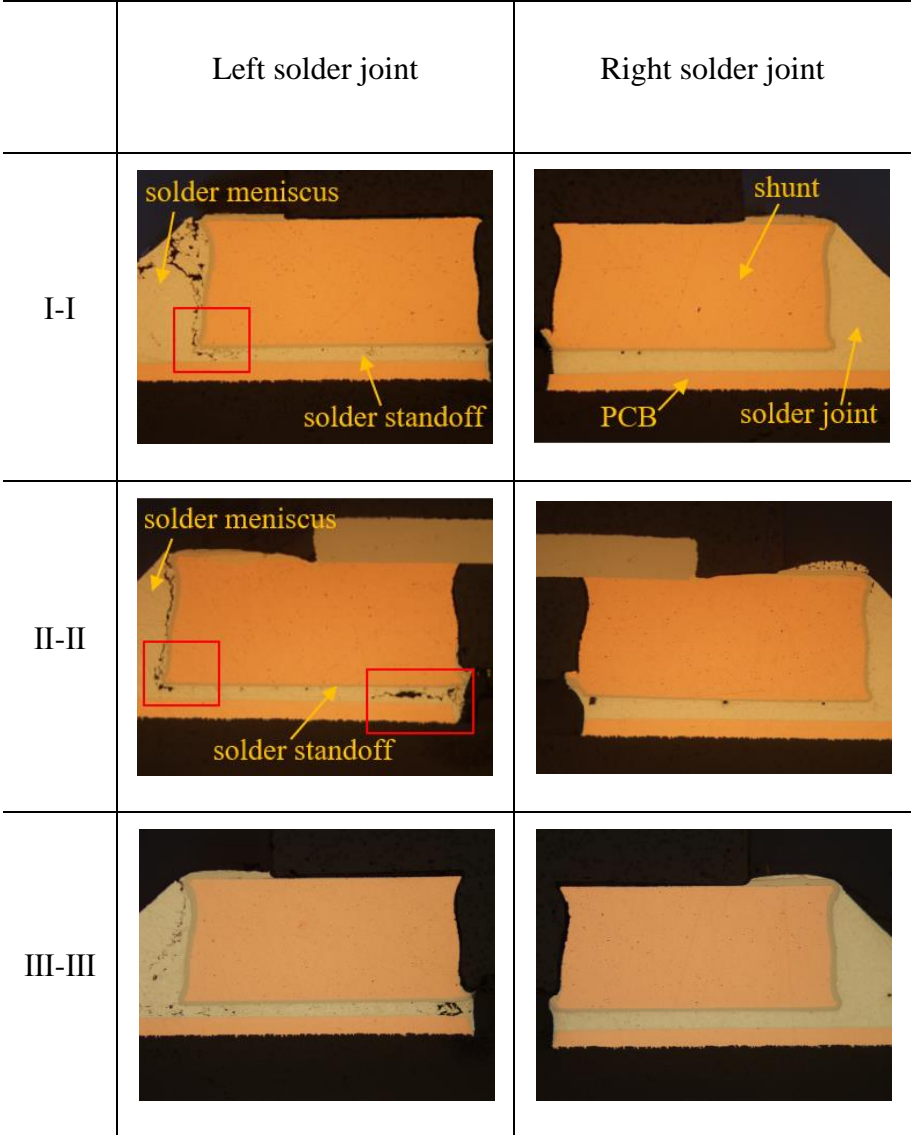 Left solder joint
Right solder joint
I-I
solder meniscus
solder standoff
shunt
PCB
solder joint
II-II
solder meniscus
solder standoff
III-III